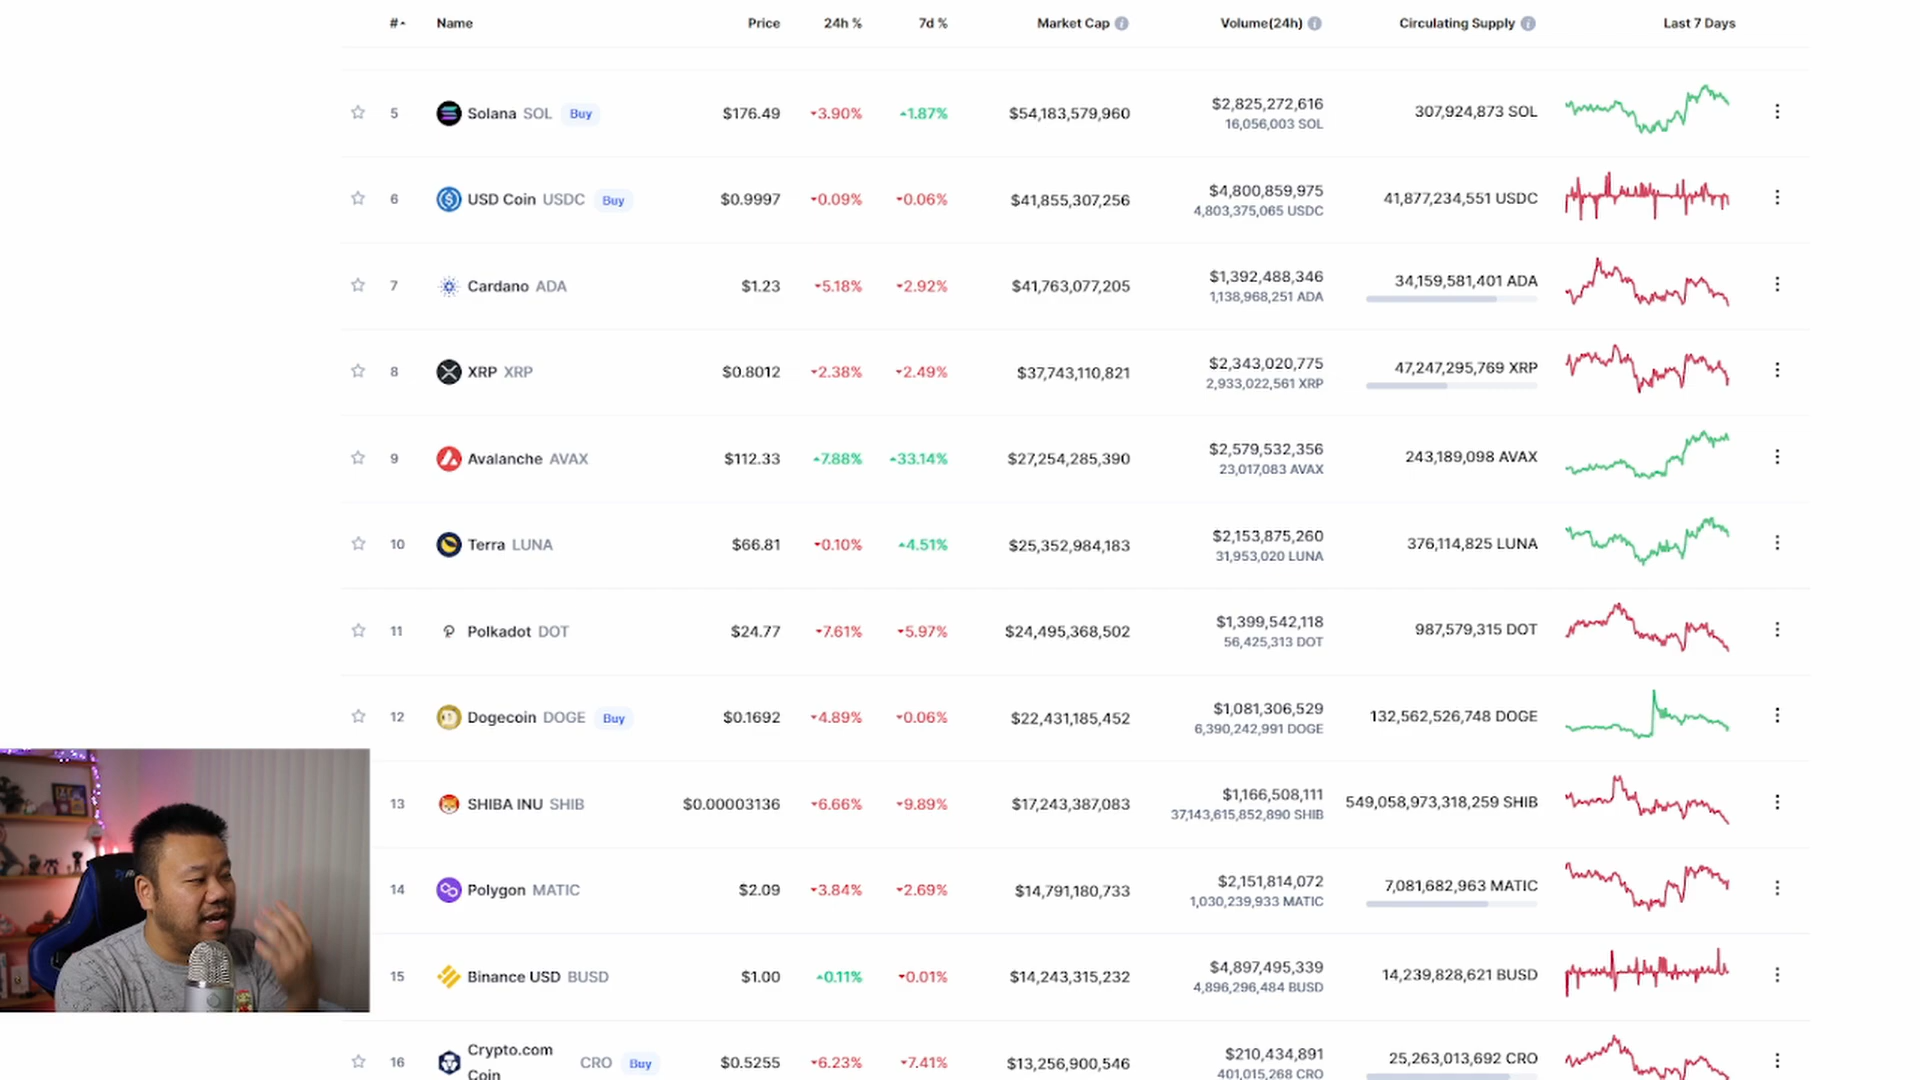 # Name Price 24h % 7d % Market Cap Volume(24h) Circulating Supply Last 7 Days
5 Solana SOL Buy $176.49 3.90% 1.87% $54,183,579,960 $2,825,272,616 307,924,873 SOL
16,056,003 SOL
6 USD Coin USDC Buy $0.9997 0.09% 0.06% $41,855,307,256 $4,800,859,975 41,877,234,551 USDC
4,803,375,065 USDC
7 Cardano ADA $1.23 5.18% 2.92% $41,763,077,205 $1,392,488,346 34,159,581,401 ADA
1,138,968,251 ADA
8 XRP XRP $0.8012 2.38% 2.49% $37,743,110,821 $2,343,020,775 47,247,295,769 XRP
2,933,022,561 XRP
9 Avalanche AVAX $112.33 7.88% 33.14% $27,254,285,390 $2,579,532,356 243,189,098 AVAX
23,017,083 AVAX
10 Terra LUNA $66.81 0.10% 4.51% $25,352,984,183 $2,153,875,260 376,114,825 LUNA
31,953,020 LUNA
11 Polkadot DOT $24.77 7.61% 5.97% $24,495,368,502 $1,399,542,118 987,579,315 DOT
56,425,313 DOT
12 Dogecoin DOGE Buy $0.1692 4.89% 0.06% $22,431,185,452 $1,081,306,529 132,562,526,748 DOGE
6,390,242,991 DOGE
13 SHIBA INU SHIB $0.00003136 6.66% 9.89% $17,243,387,083 $1,166,508,111 549,058,973,318,259 SHIB
37,143,615,852,890 SHIB
14 Polygon MATIC $2.09 3.84% 2.69% $14,791,180,733 $2,151,814,072 7,081,682,963 MATIC
1,030,239,933 MATIC
15 Binance USD BUSD $1.00 0.11% 0.01% $14,243,315,232 $4,897,495,339 14,239,828,621 BUSD
4,896,296,484 BUSD
16 Crypto.com Coin CRO Buy $0.5255 6.23% 7.41% $13,256,900,546 $210,434,891 25,263,013,692 CRO
401,015,268 CRO